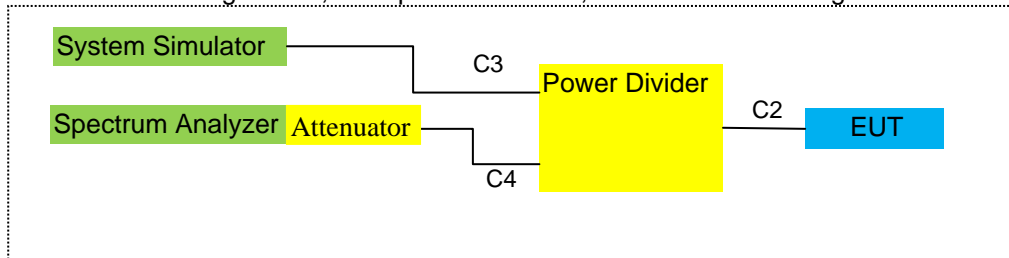 System Simulator
C3
Power Divider
C2
Spectrum Analyzer
Attenuator
EUT
C4